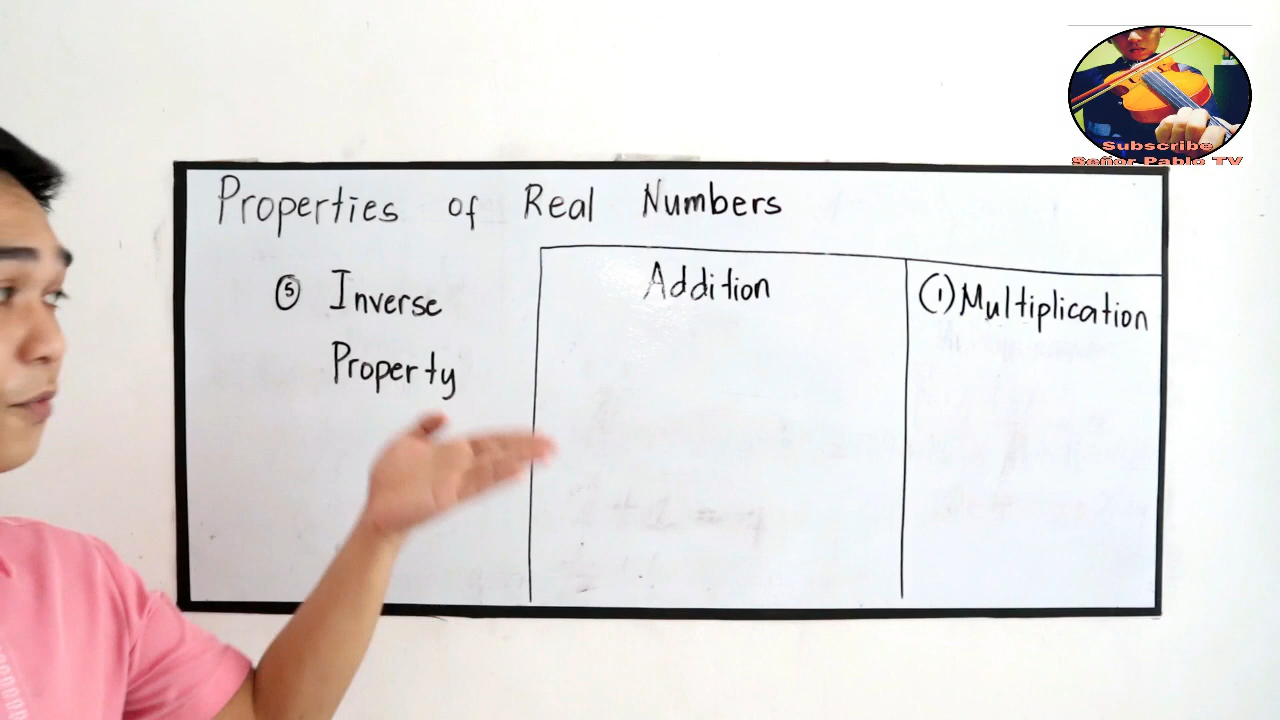 Subscribe
Señor Pablo TV
Properties of Real Numbers
⑤ Inverse
Property
Addition
(1) Multiplication